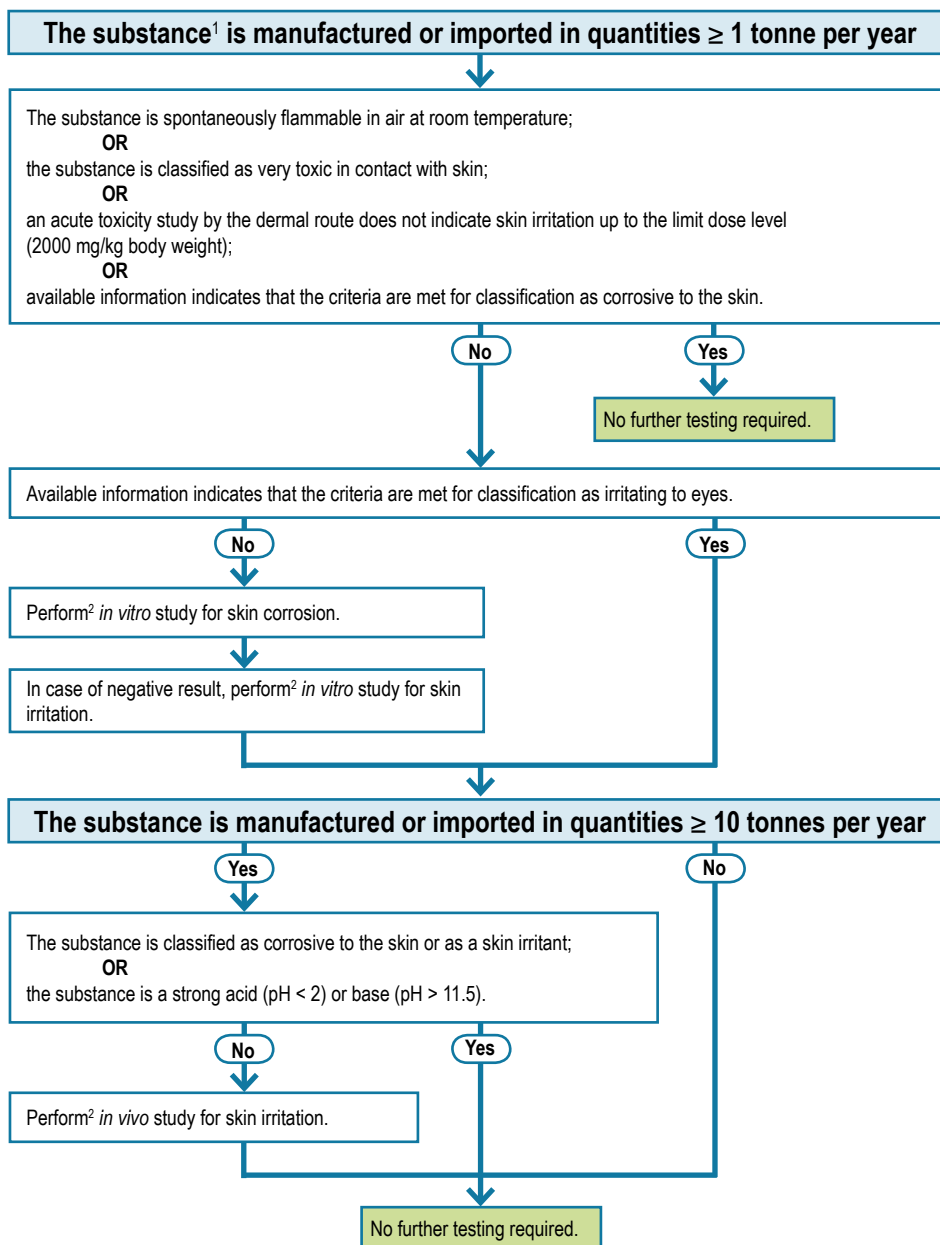 The substance¹ is manufactured or imported in quantities ≥ 1 tonne per year
The substance is spontaneously flammable in air at room temperature;
OR
the substance is classified as very toxic in contact with skin;
OR
an acute toxicity study by the dermal route does not indicate skin irritation up to the limit dose level
(2000 mg/kg body weight);
OR
available information indicates that the criteria are met for classification as corrosive to the skin.
No
Yes
No further testing required.
Available information indicates that the criteria are met for classification as irritating to eyes.
No
Yes
Perform² in vitro study for skin corrosion.
In case of negative result, perform² in vitro study for skin
irritation.
The substance is manufactured or imported in quantities ≥ 10 tonnes per year
Yes
No
The substance is classified as corrosive to the skin or as a skin irritant;
OR
the substance is a strong acid (pH < 2) or base (pH > 11.5).
No
Yes
Perform² in vivo study for skin irritation.
No further testing required.